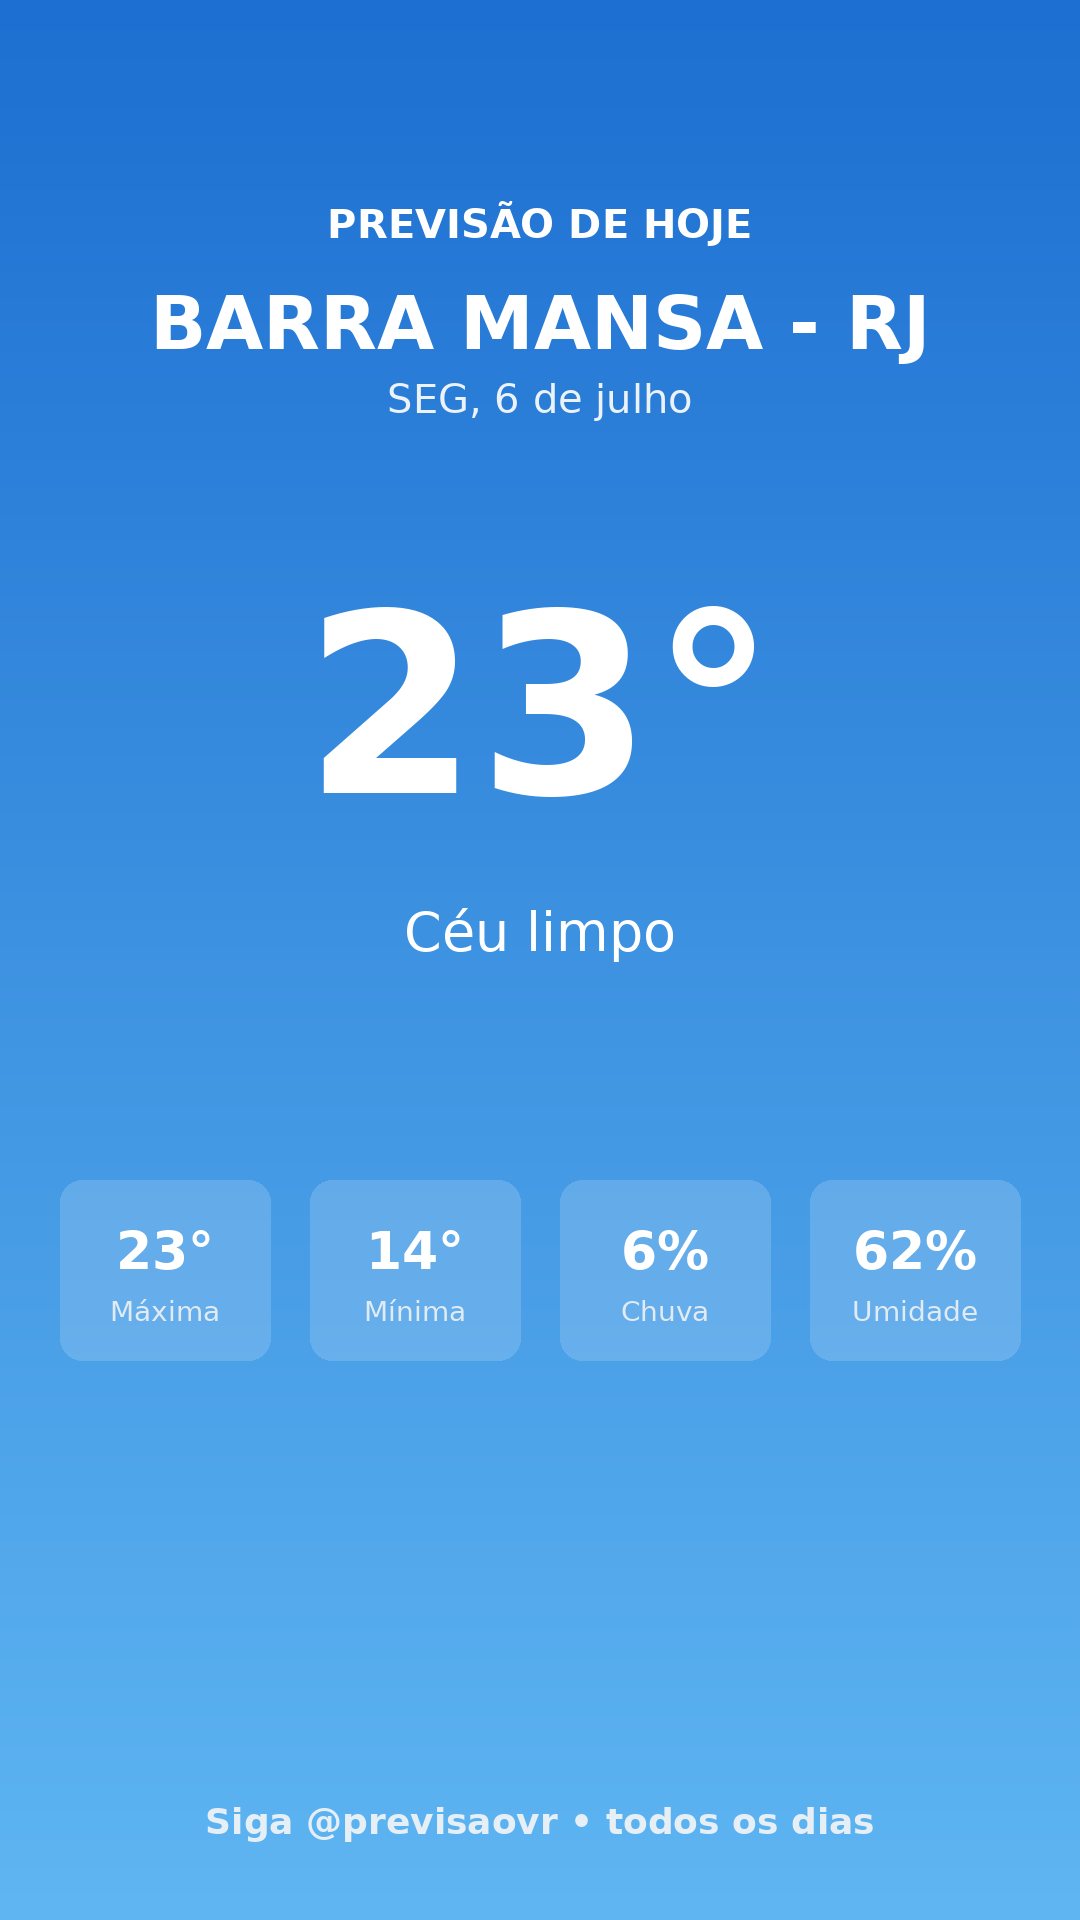 PREVISÃO DE HOJE
BARRA MANSA - RJ
SEG, 6 de julho
23°
Céu limpo
23° 14° 6% 62%
Máxima Mínima Chuva Umidade
Siga @previsaovr • todos os dias